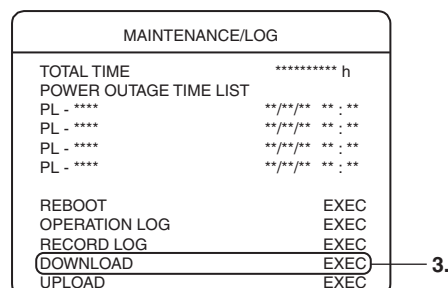 MAINTENANCE/LOG
TOTAL TIME ********** h
POWER OUTAGE TIME LIST
PL - **** **/**/** ** : **
PL - **** **/**/** ** : **
PL - **** **/**/** ** : **
PL - **** **/**/** ** : **
REBOOT EXEC
OPERATION LOG EXEC
RECORD LOG EXEC
DOWNLOAD EXEC 3.
UPLOAD EXEC